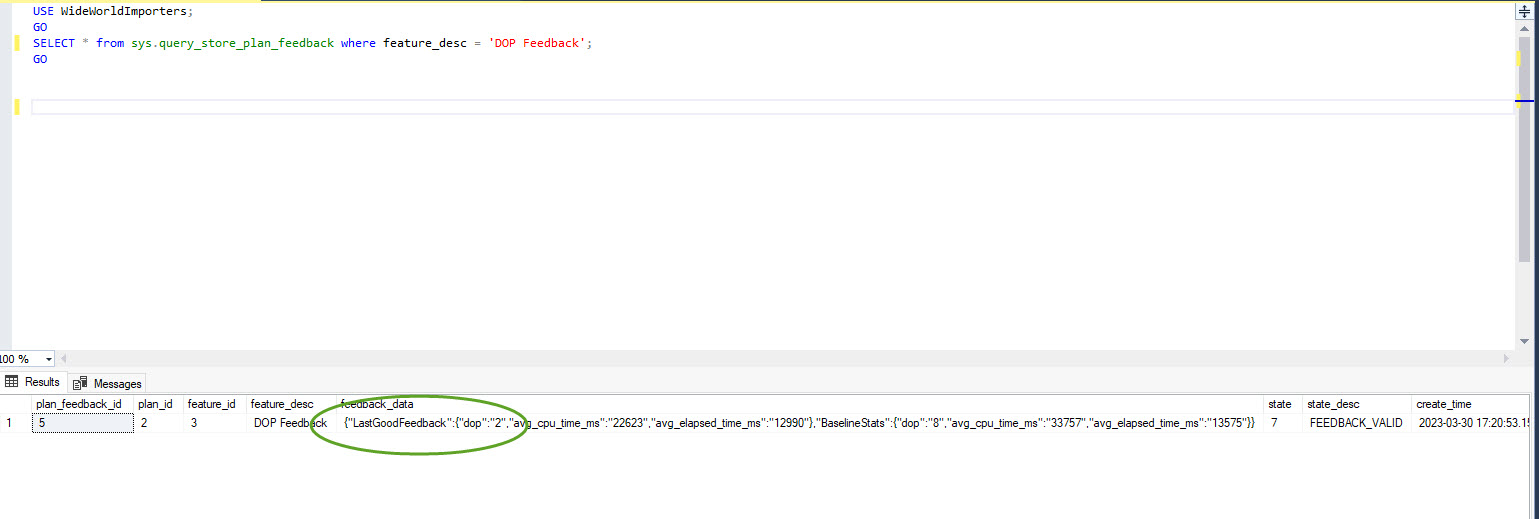 USE WideWorldImporters;
GO
SELECT * from sys.query_store_plan_feedback where feature_desc = 'DOP Feedback';
GO
100 %
Results Messages
plan_feedback_id plan_id feature_id feature_desc feedback_data state state_desc create_time
1 5 2 3 DOP Feedback {"LastGoodFeedback":{"dop":"2","avg_cpu_time_ms":"22623","avg_elapsed_time_ms":"12990"},"BaselineStats":{"dop":"8","avg_cpu_time_ms":"33757","avg_elapsed_time_ms":"13575"}} 7 FEEDBACK_VALID 2023-03-30 17:20:53.15